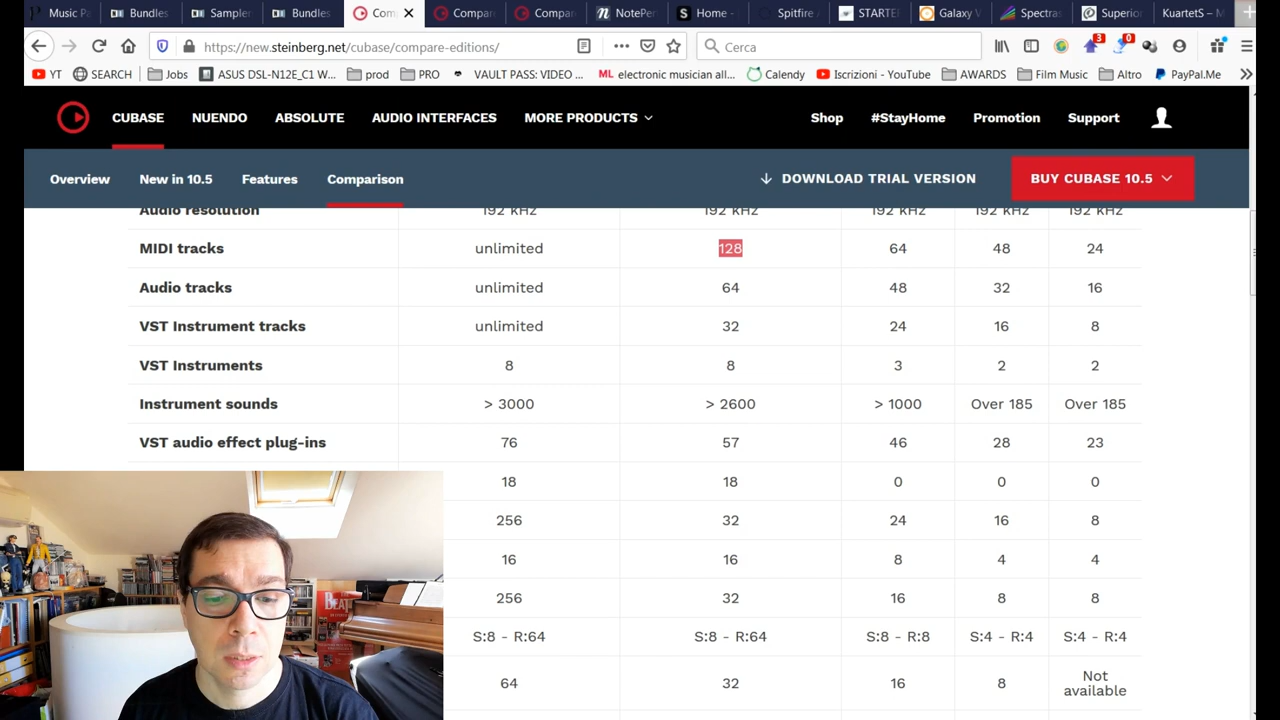 Music Pa
Bundles
Sampler
Bundles
Com
Compare
Compar
NotePer
Home -
Spitfire
STARTE
Galaxy V
Spectras
Superior
KuartetS – M
https://new.steinberg.net/cubase/compare-editions/
Cerca
3
0
YT
SEARCH
Jobs
ASUS DSL-N12E_C1 W...
prod
PRO
VAULT PASS: VIDEO ...
ML electronic musician all...
Calendy
Iscrizioni - YouTube
AWARDS
Film Music
Altro
PayPal.Me
CUBASE NUENDO ABSOLUTE AUDIO INTERFACES MORE PRODUCTS
Shop #StayHome Promotion Support
Overview New in 10.5 Features Comparison
DOWNLOAD TRIAL VERSION
BUY CUBASE 10.5
Audio resolution 192 kHz 192 kHz 192 kHz 192 kHz 192 kHz
MIDI tracks unlimited 128 64 48 24
Audio tracks unlimited 64 48 32 16
VST Instrument tracks unlimited 32 24 16 8
VST Instruments 8 8 3 2 2
Instrument sounds > 3000 > 2600 > 1000 Over 185 Over 185
VST audio effect plug-ins 76 57 46 28 23
18 18 0 0 0
256 32 24 16 8
16 16 8 4 4
256 32 16 8 8
S:8 - R:64 S:8 - R:64 S:8 - R:8 S:4 - R:4 S:4 - R:4
64 32 16 8 Not
available